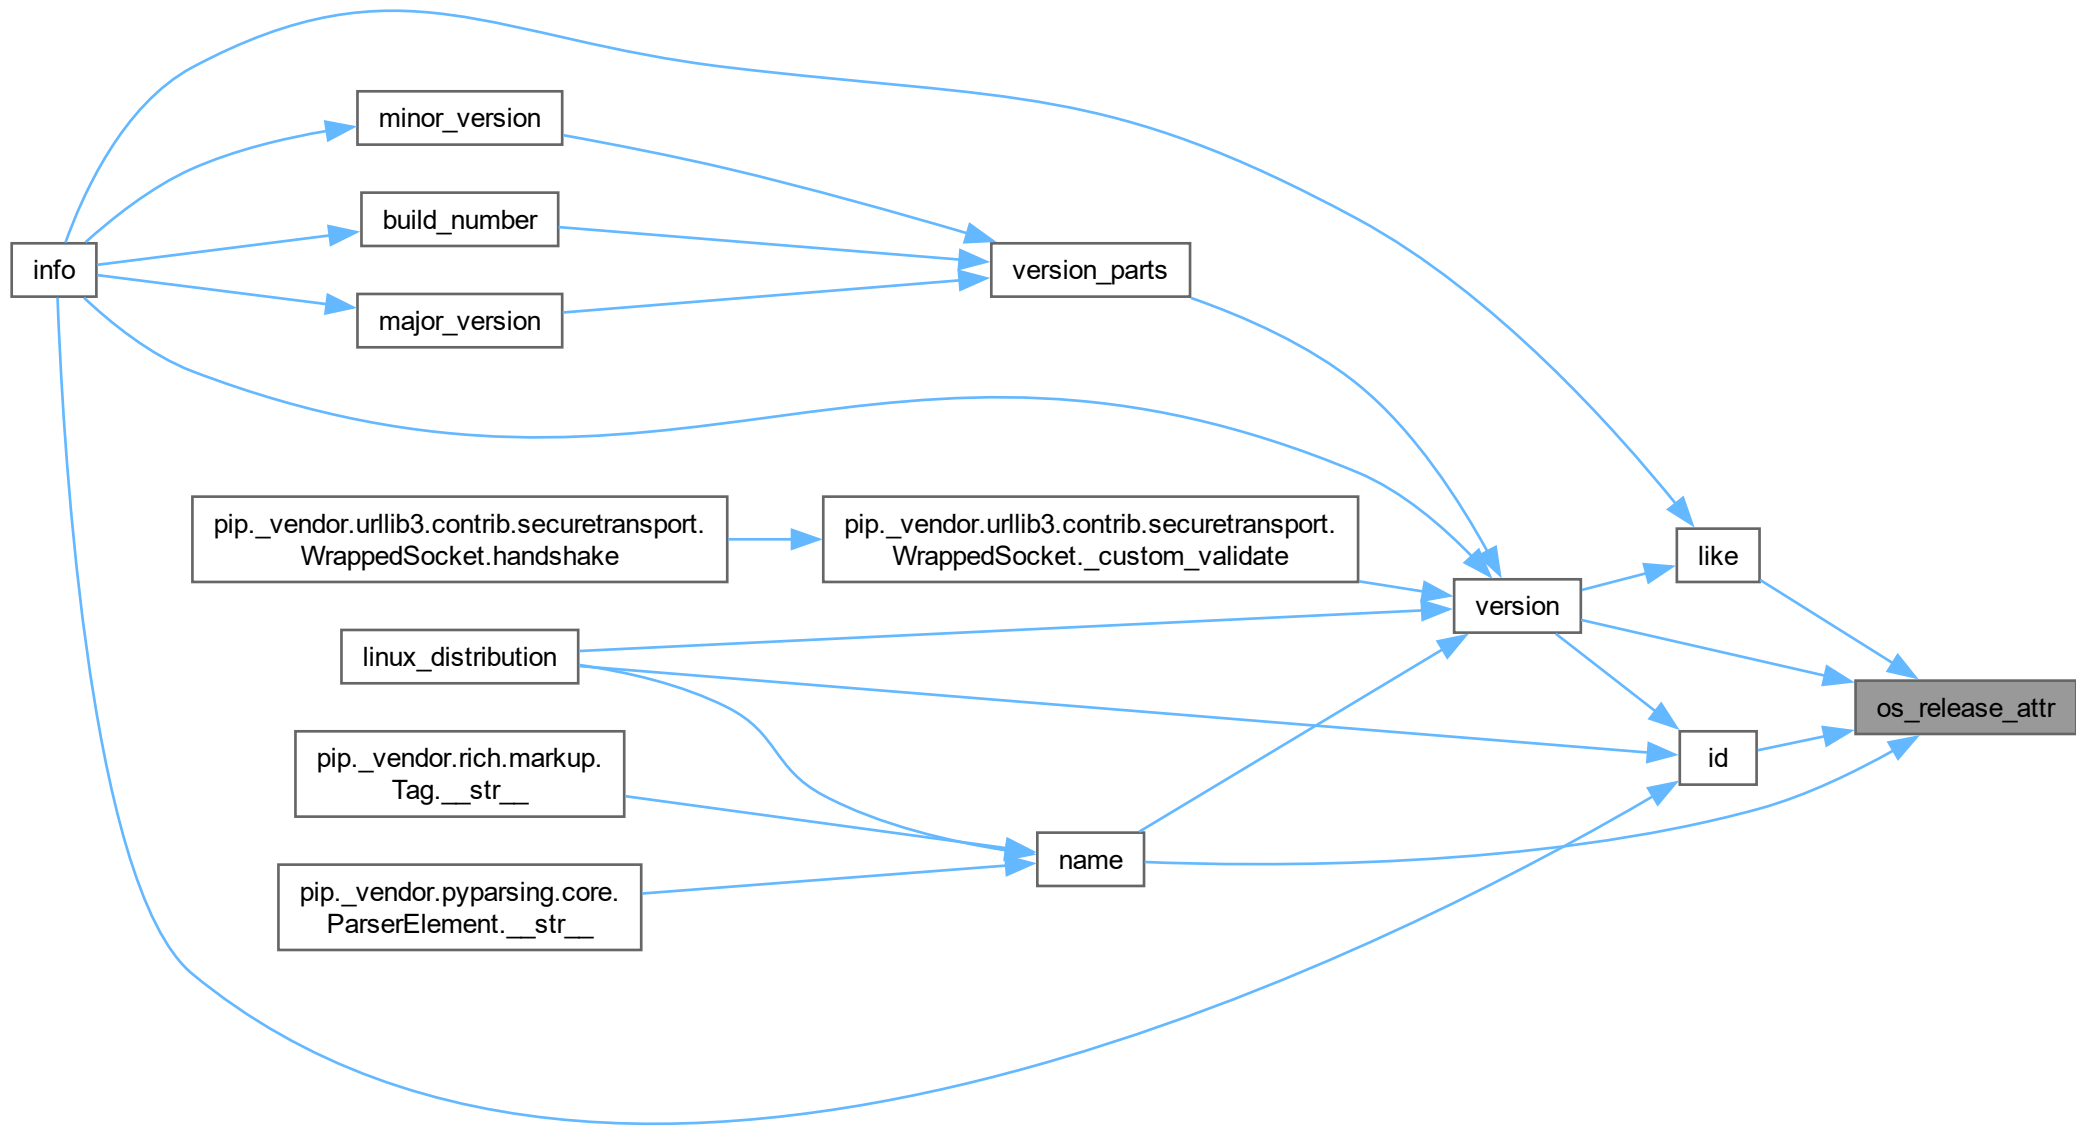 minor_version
build_number
info
version_parts
major_version
pip._vendor.urllib3.contrib.securetransport.
WrappedSocket.handshake
pip._vendor.urllib3.contrib.securetransport.
WrappedSocket._custom_validate
like
version
linux_distribution
os_release_attr
pip._vendor.rich.markup.
Tag.__str__
id
name
pip._vendor.pyparsing.core.
ParserElement.__str__